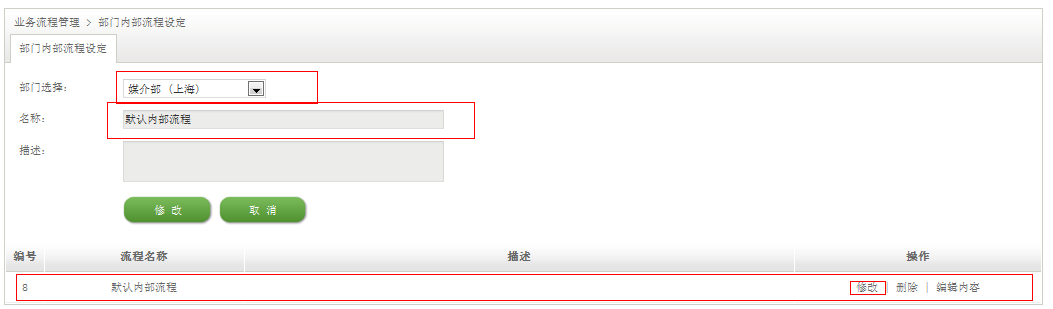 业务流程管理 > 部门内部流程设定
部门内部流程设定
部门选择： 媒介部（上海）
名称： 默认内部流程
描述：
修 改 取 消
编号 流程名称 描述 操作
8 默认内部流程 修改 | 删除 | 编辑内容